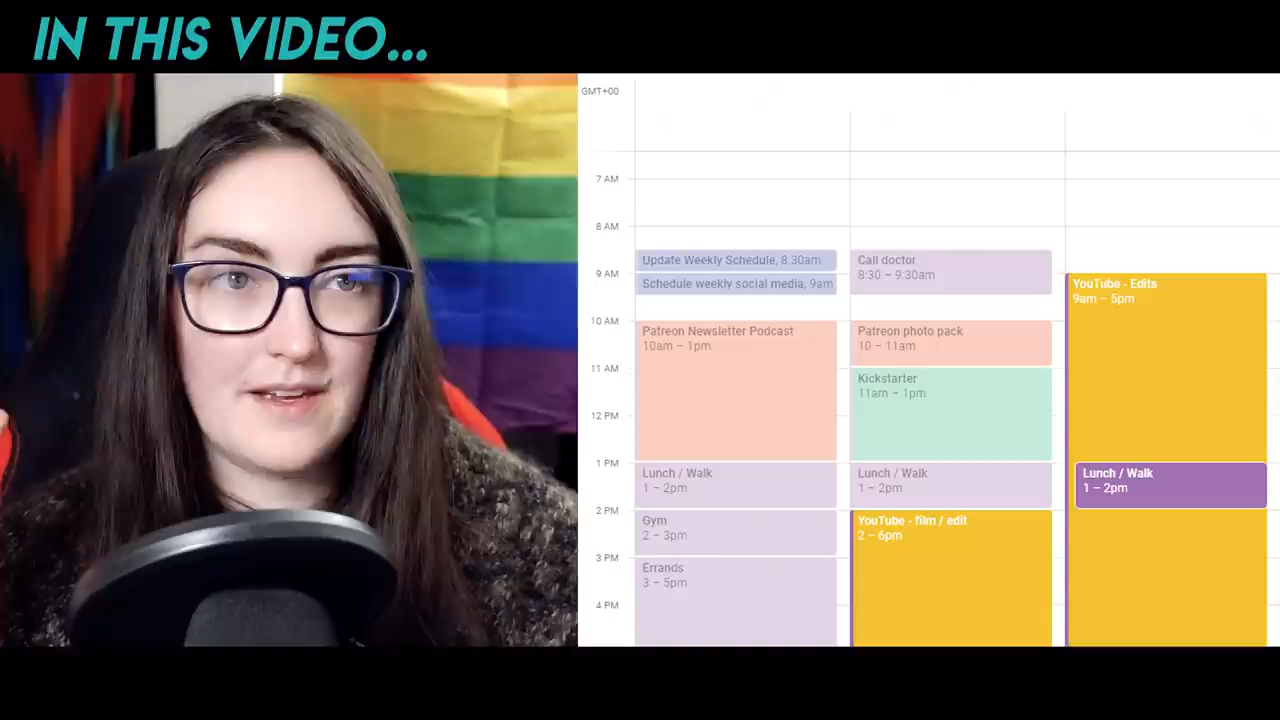 IN THIS VIDEO...
GMT+00
7 AM
8 AM
9 AM
10 AM
11 AM
12 PM
1 PM
2 PM
3 PM
4 PM
Update Weekly Schedule, 8.30am
Schedule weekly social media, 9am
Patreon Newsletter Podcast
10am – 1pm
Lunch / Walk
1 – 2pm
Gym
2 – 3pm
Errands
3 – 5pm
Call doctor
8:30 – 9:30am
Patreon photo pack
10 – 11am
Kickstarter
11am – 1pm
Lunch / Walk
1 – 2pm
YouTube - film / edit
2 – 6pm
YouTube - Edits
9am – 5pm
Lunch / Walk
1 – 2pm